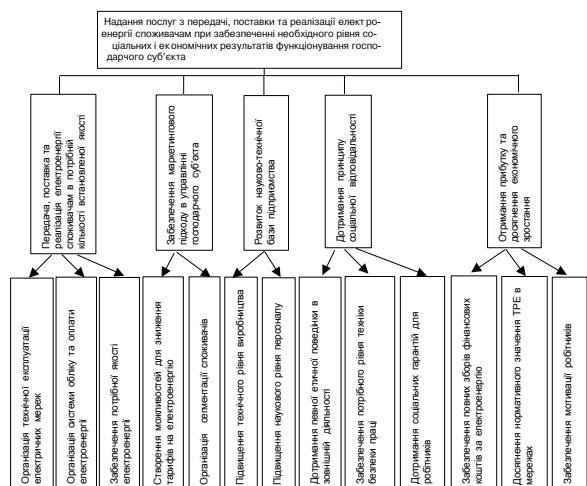 Надання послуг з передачі, поставки та реалізації електро-
енергії споживачам при забезпеченні необхідного рівня со-
ціальних і економічних результатів функціонування госпо-
дарчого суб'єкта
Передача, поставка та
реалізація електроенергії
споживачам в потрібній
кількості встановленої якості
Забезпечення маркетингового
підходу в управлінні
господарчого суб'єкта
Розвиток науково-технічної
бази підприємства
Дотримання принципу
соціальної відповідальності
Отримання прибутку та
досягнення економічного
зростання
Організація технічної експлуатації
електричних мереж
Організація системи обліку та оплати
електроенергії
Забезпечення потрібної якості
електроенергії
Створення можливостей для зниження
тарифів на електроенергію
Організація сегментації споживачів
Підвищення технічного рівня виробництва
Підвищення наукового рівня персоналу
Дотримання певної етичної поведінки в
зовнішній діяльності
Забезпечення потрібного рівня техніки
безпеки праці
Дотримання соціальних гарантій для
робітників
Забезпечення повних зборів фінансових
коштів за електроенергію
Досягнення нормативного значення ТРЕ в
мережах
Забезпечення мотивації робітників